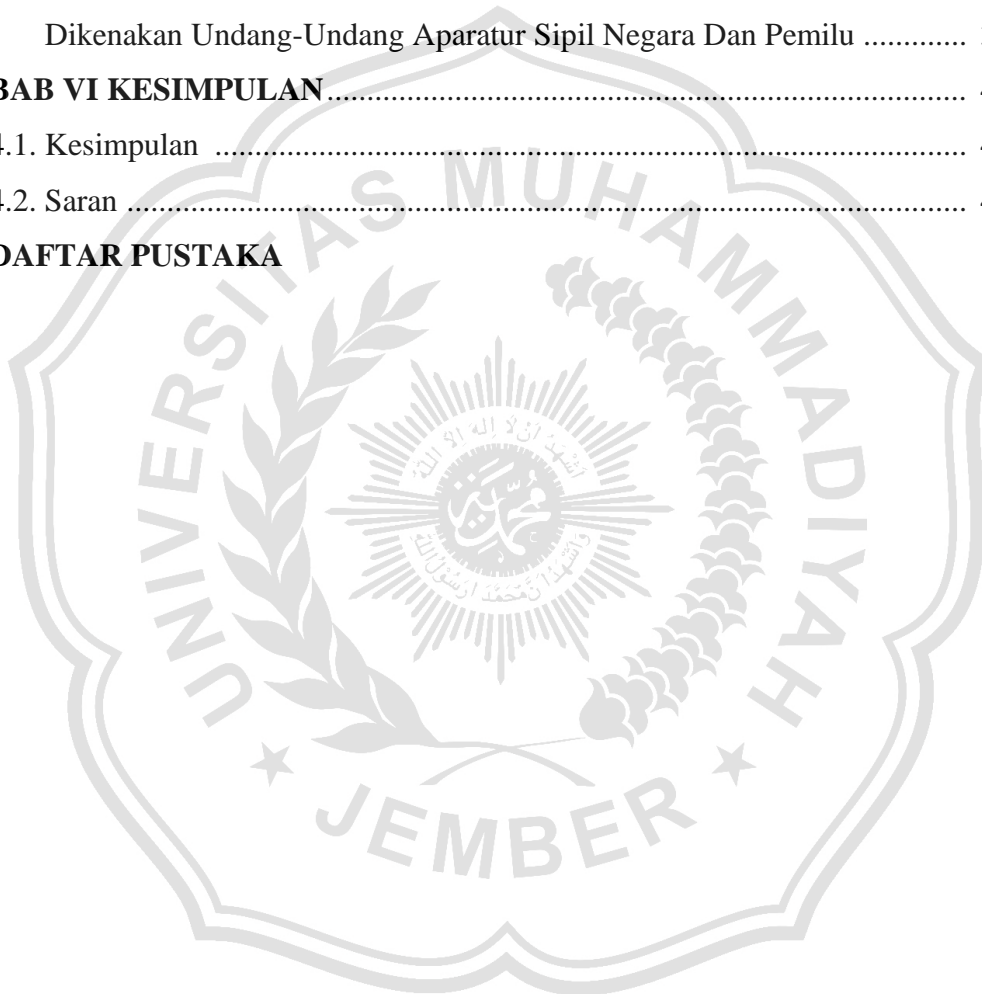 Dikenakan Undang-Undang Aparatur Sipil Negara Dan Pemilu .............
BAB VI KESIMPULAN................................................................................
4.1. Kesimpulan ..............................................................................................
4.2. Saran .........................................................................................................
DAFTAR PUSTAKA
UNIVERSITAS MUHAMMADIYAH
JEMBER